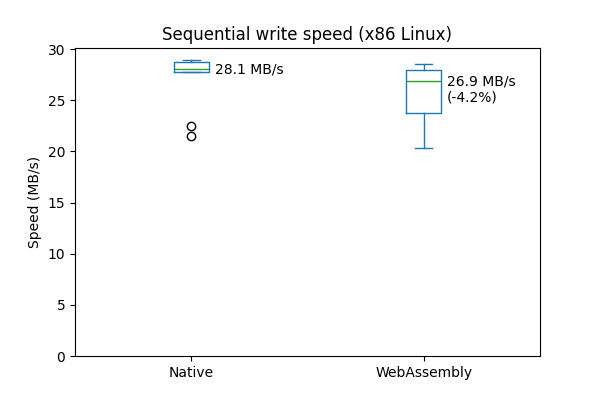 Sequential write speed (x86 Linux)
Speed (MB/s)
30
25
20
15
10
5
0
28.1 MB/s
26.9 MB/s
(-4.2%)
Native
WebAssembly